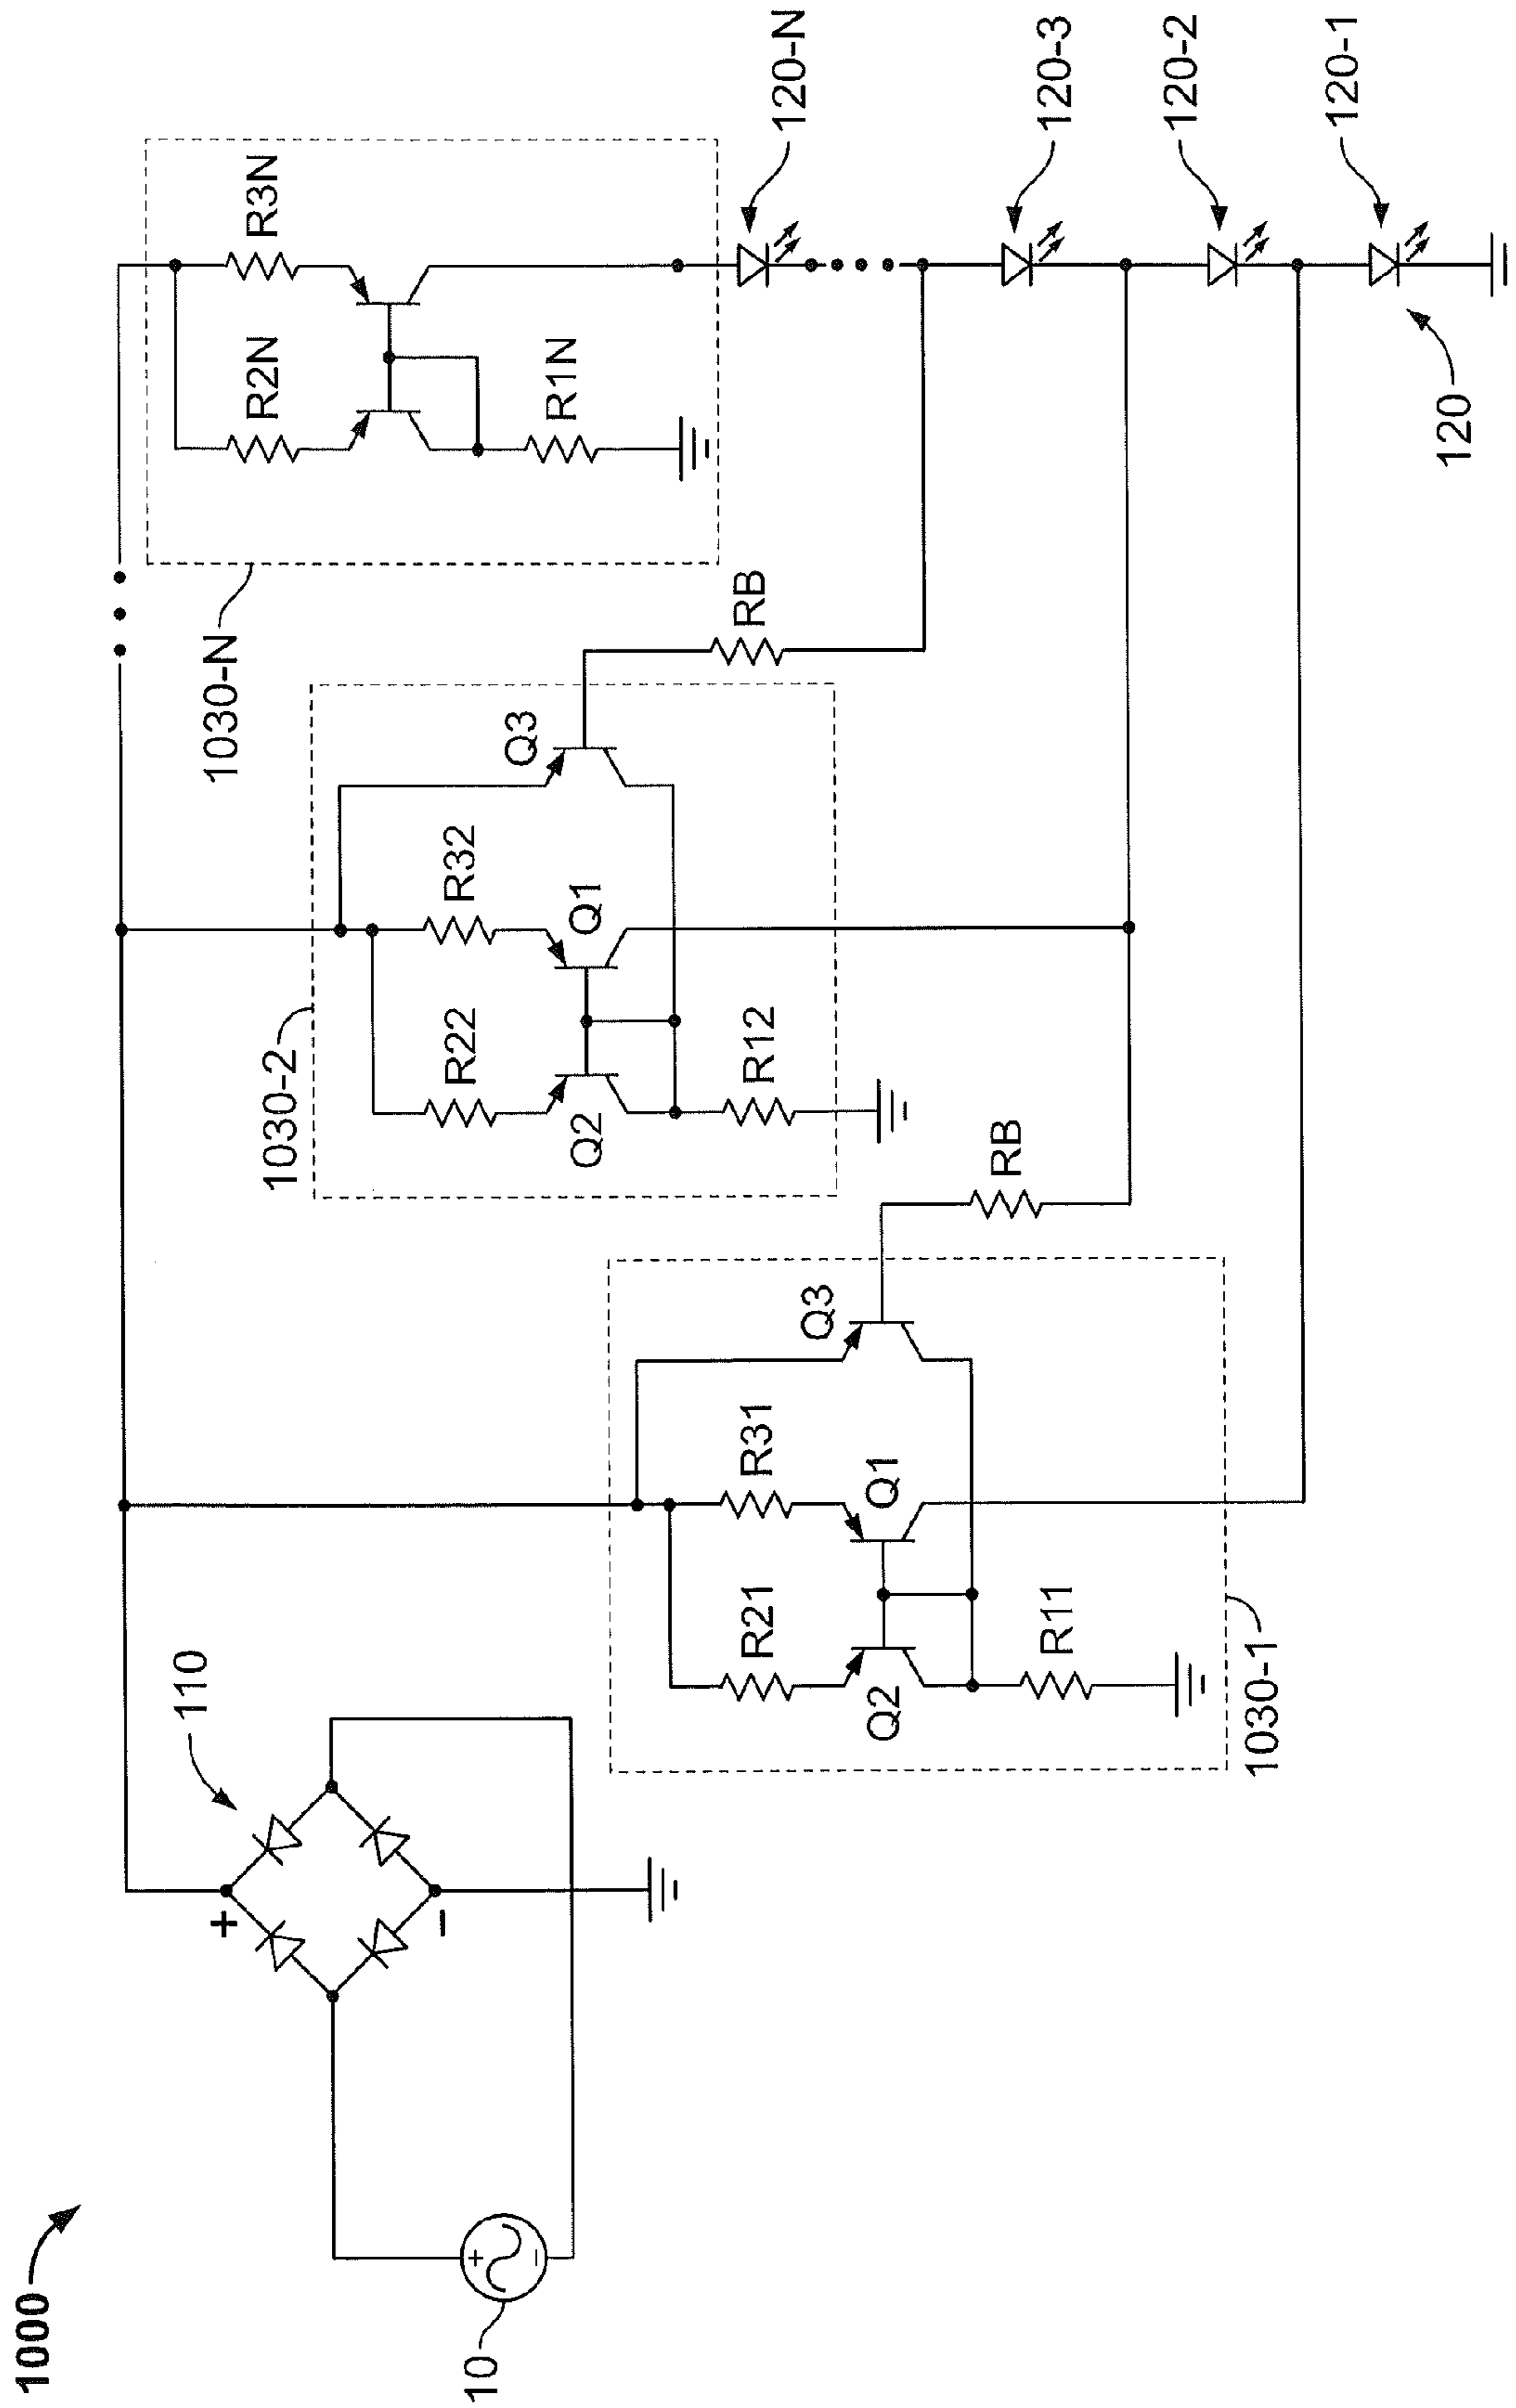 1000
10
+
−
110
+
−
1030-1
R21
R31
Q2
Q1
Q3
R11
RB
1030-2
R22
R32
Q2
Q1
Q3
R12
RB
1030-N
R2N
R3N
R1N
120-N
120-3
120-2
120-1
120